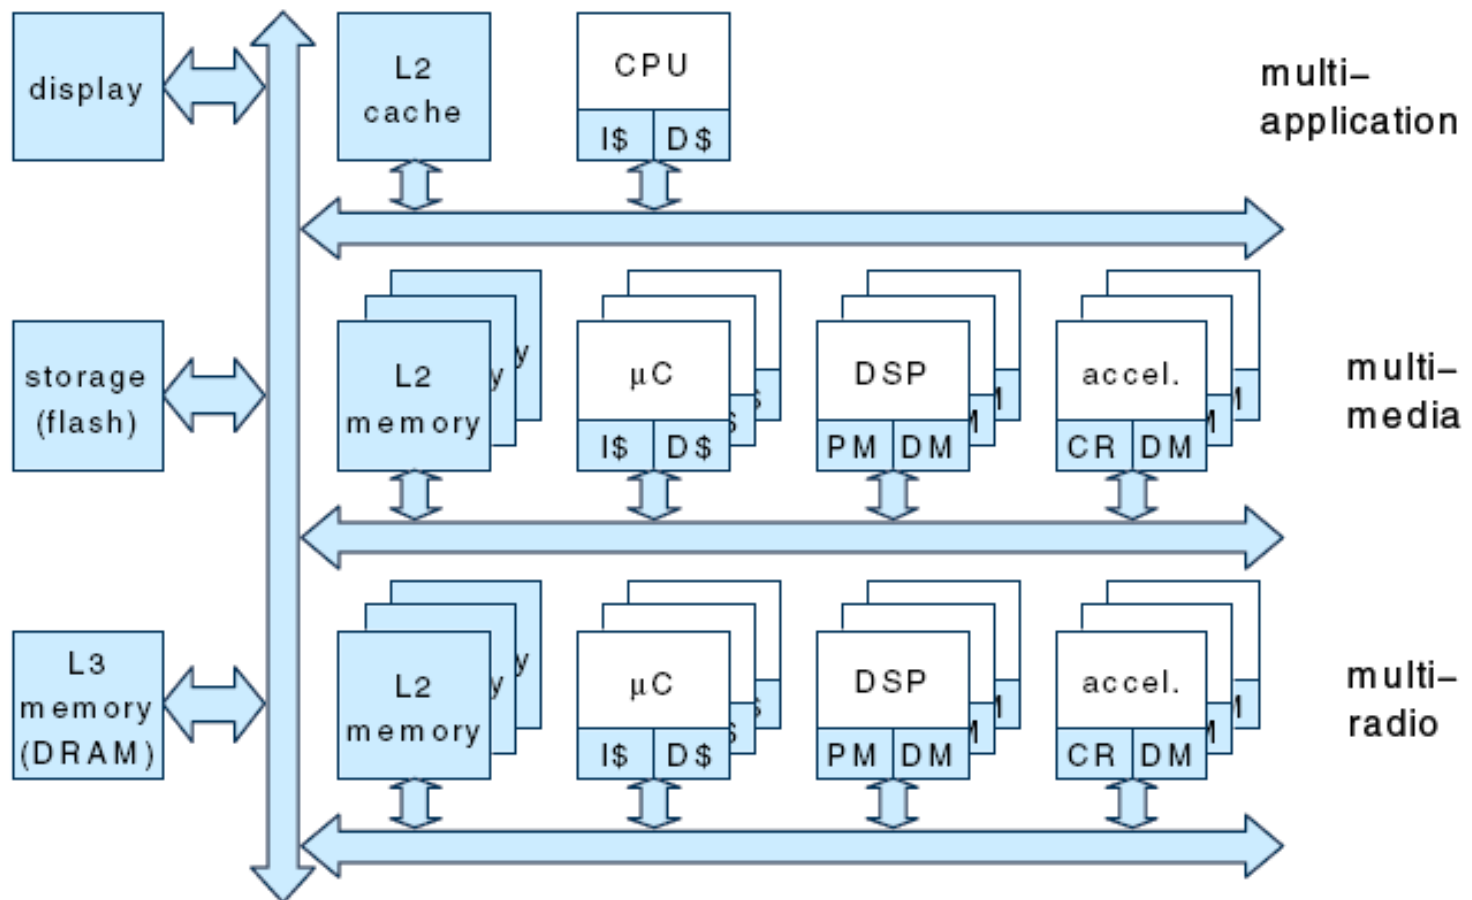 display
L2
cache
CPU
I$ D$
multi–
application
storage
(flash)
L2
memory
y
y
μC
I$ D$
$
$
DSP
PM DM
M
M
accel.
CR DM
M
M
multi–
media
L3
memory
(DRAM)
L2
memory
y
y
μC
I$ D$
$
$
DSP
PM DM
M
M
accel.
CR DM
M
M
multi–
radio